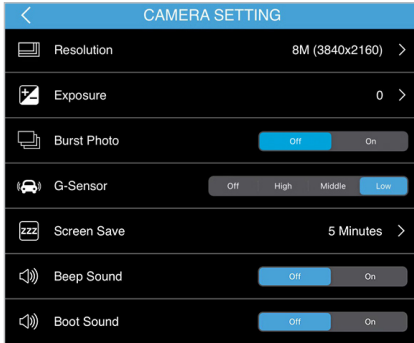 CAMERA SETTING
Resolution 8M (3840x2160)
Exposure 0
Burst Photo Off On
G-Sensor Off High Middle Low
zzz Screen Save 5 Minutes
Beep Sound Off On
Boot Sound Off On